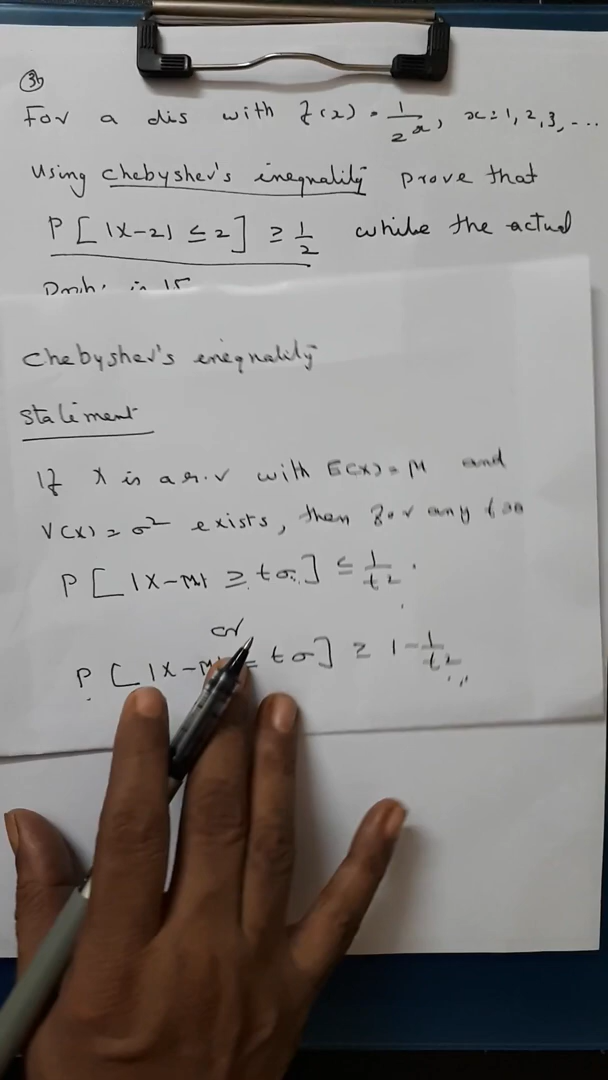 3
For a dis with f(x) = 1/2^x, x = 1, 2, 3, ...
Using Chebyshev's inequality prove that
P[|X-2| ≤ 2] ≥ 1/2 while the actual
Chebyshev's inequality
Statement
If X is a r.v with E(X) = μ and
V(X) = σ² exists, then for any t>0
P[|X-μ| ≥ tσ] ≤ 1/t².
or
P[|X-μ| ≤ tσ] ≥ 1 - 1/t²